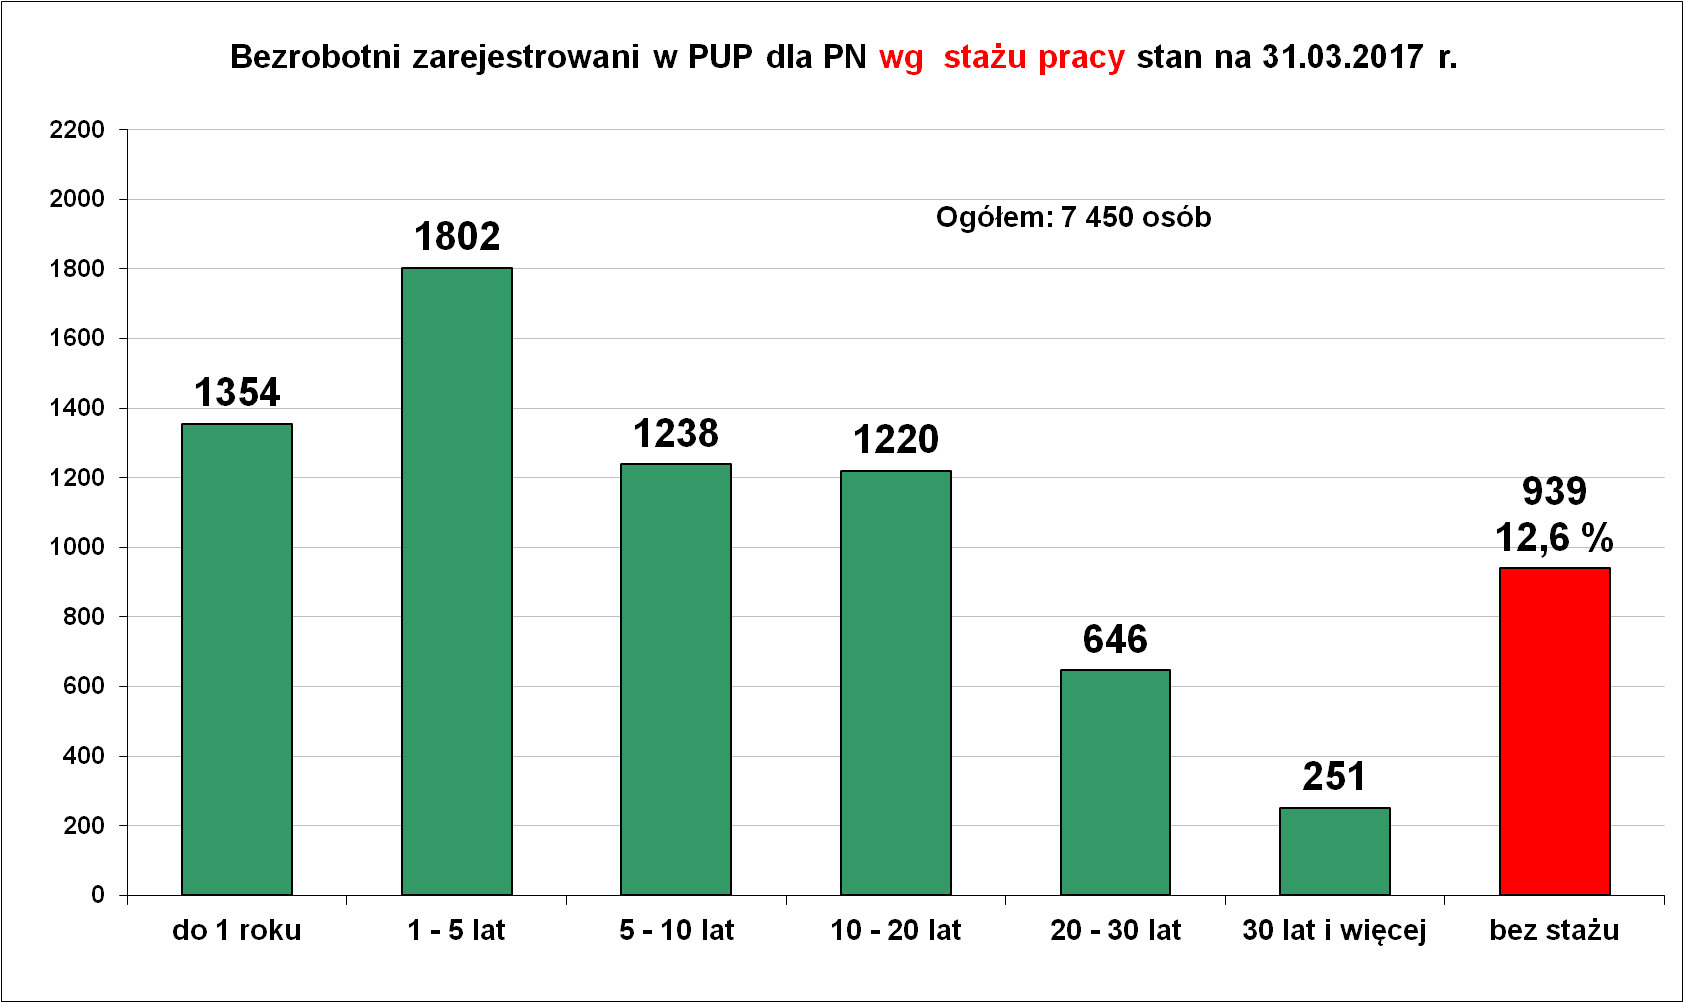 Bezrobotni zarejestrowani w PUP dla PN wg stażu pracy stan na 31.03.2017 r.
2200
2000
1800
1600
1400
1200
1000
800
600
400
200
0
Ogółem: 7 450 osób
1354
1802
1238
1220
646
251
939
12,6 %
do 1 roku
1 - 5 lat
5 - 10 lat
10 - 20 lat
20 - 30 lat
30 lat i więcej
bez stażu